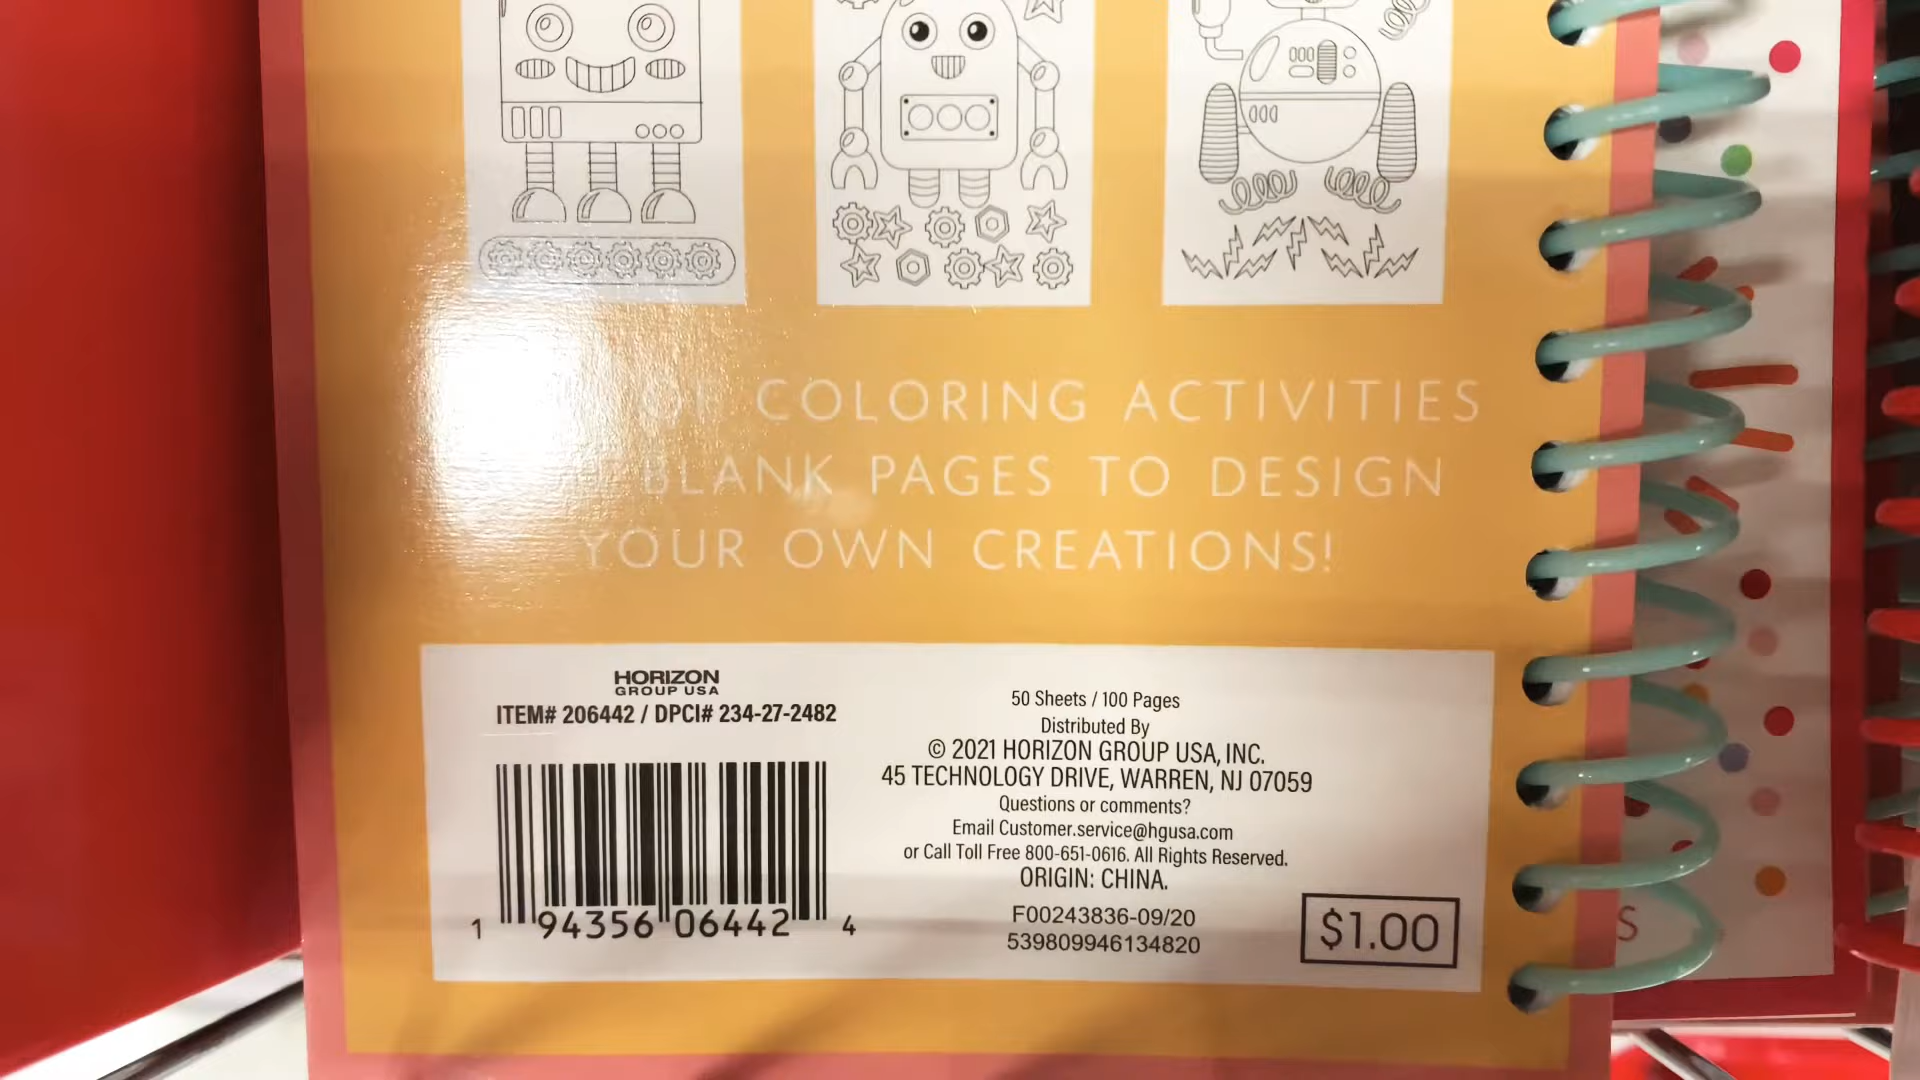 OF COLORING ACTIVITIES
BLANK PAGES TO DESIGN
YOUR OWN CREATIONS!
HORIZON
GROUP USA
ITEM# 206442 / DPCI# 234-27-2482
1 94356 06442 4
50 Sheets / 100 Pages
Distributed By
© 2021 HORIZON GROUP USA, INC.
45 TECHNOLOGY DRIVE, WARREN, NJ 07059
Questions or comments?
Email Customer.service@hgusa.com
or Call Toll Free 800-651-0616. All Rights Reserved.
ORIGIN: CHINA.
F00243836-09/20
539809946134820
$1.00